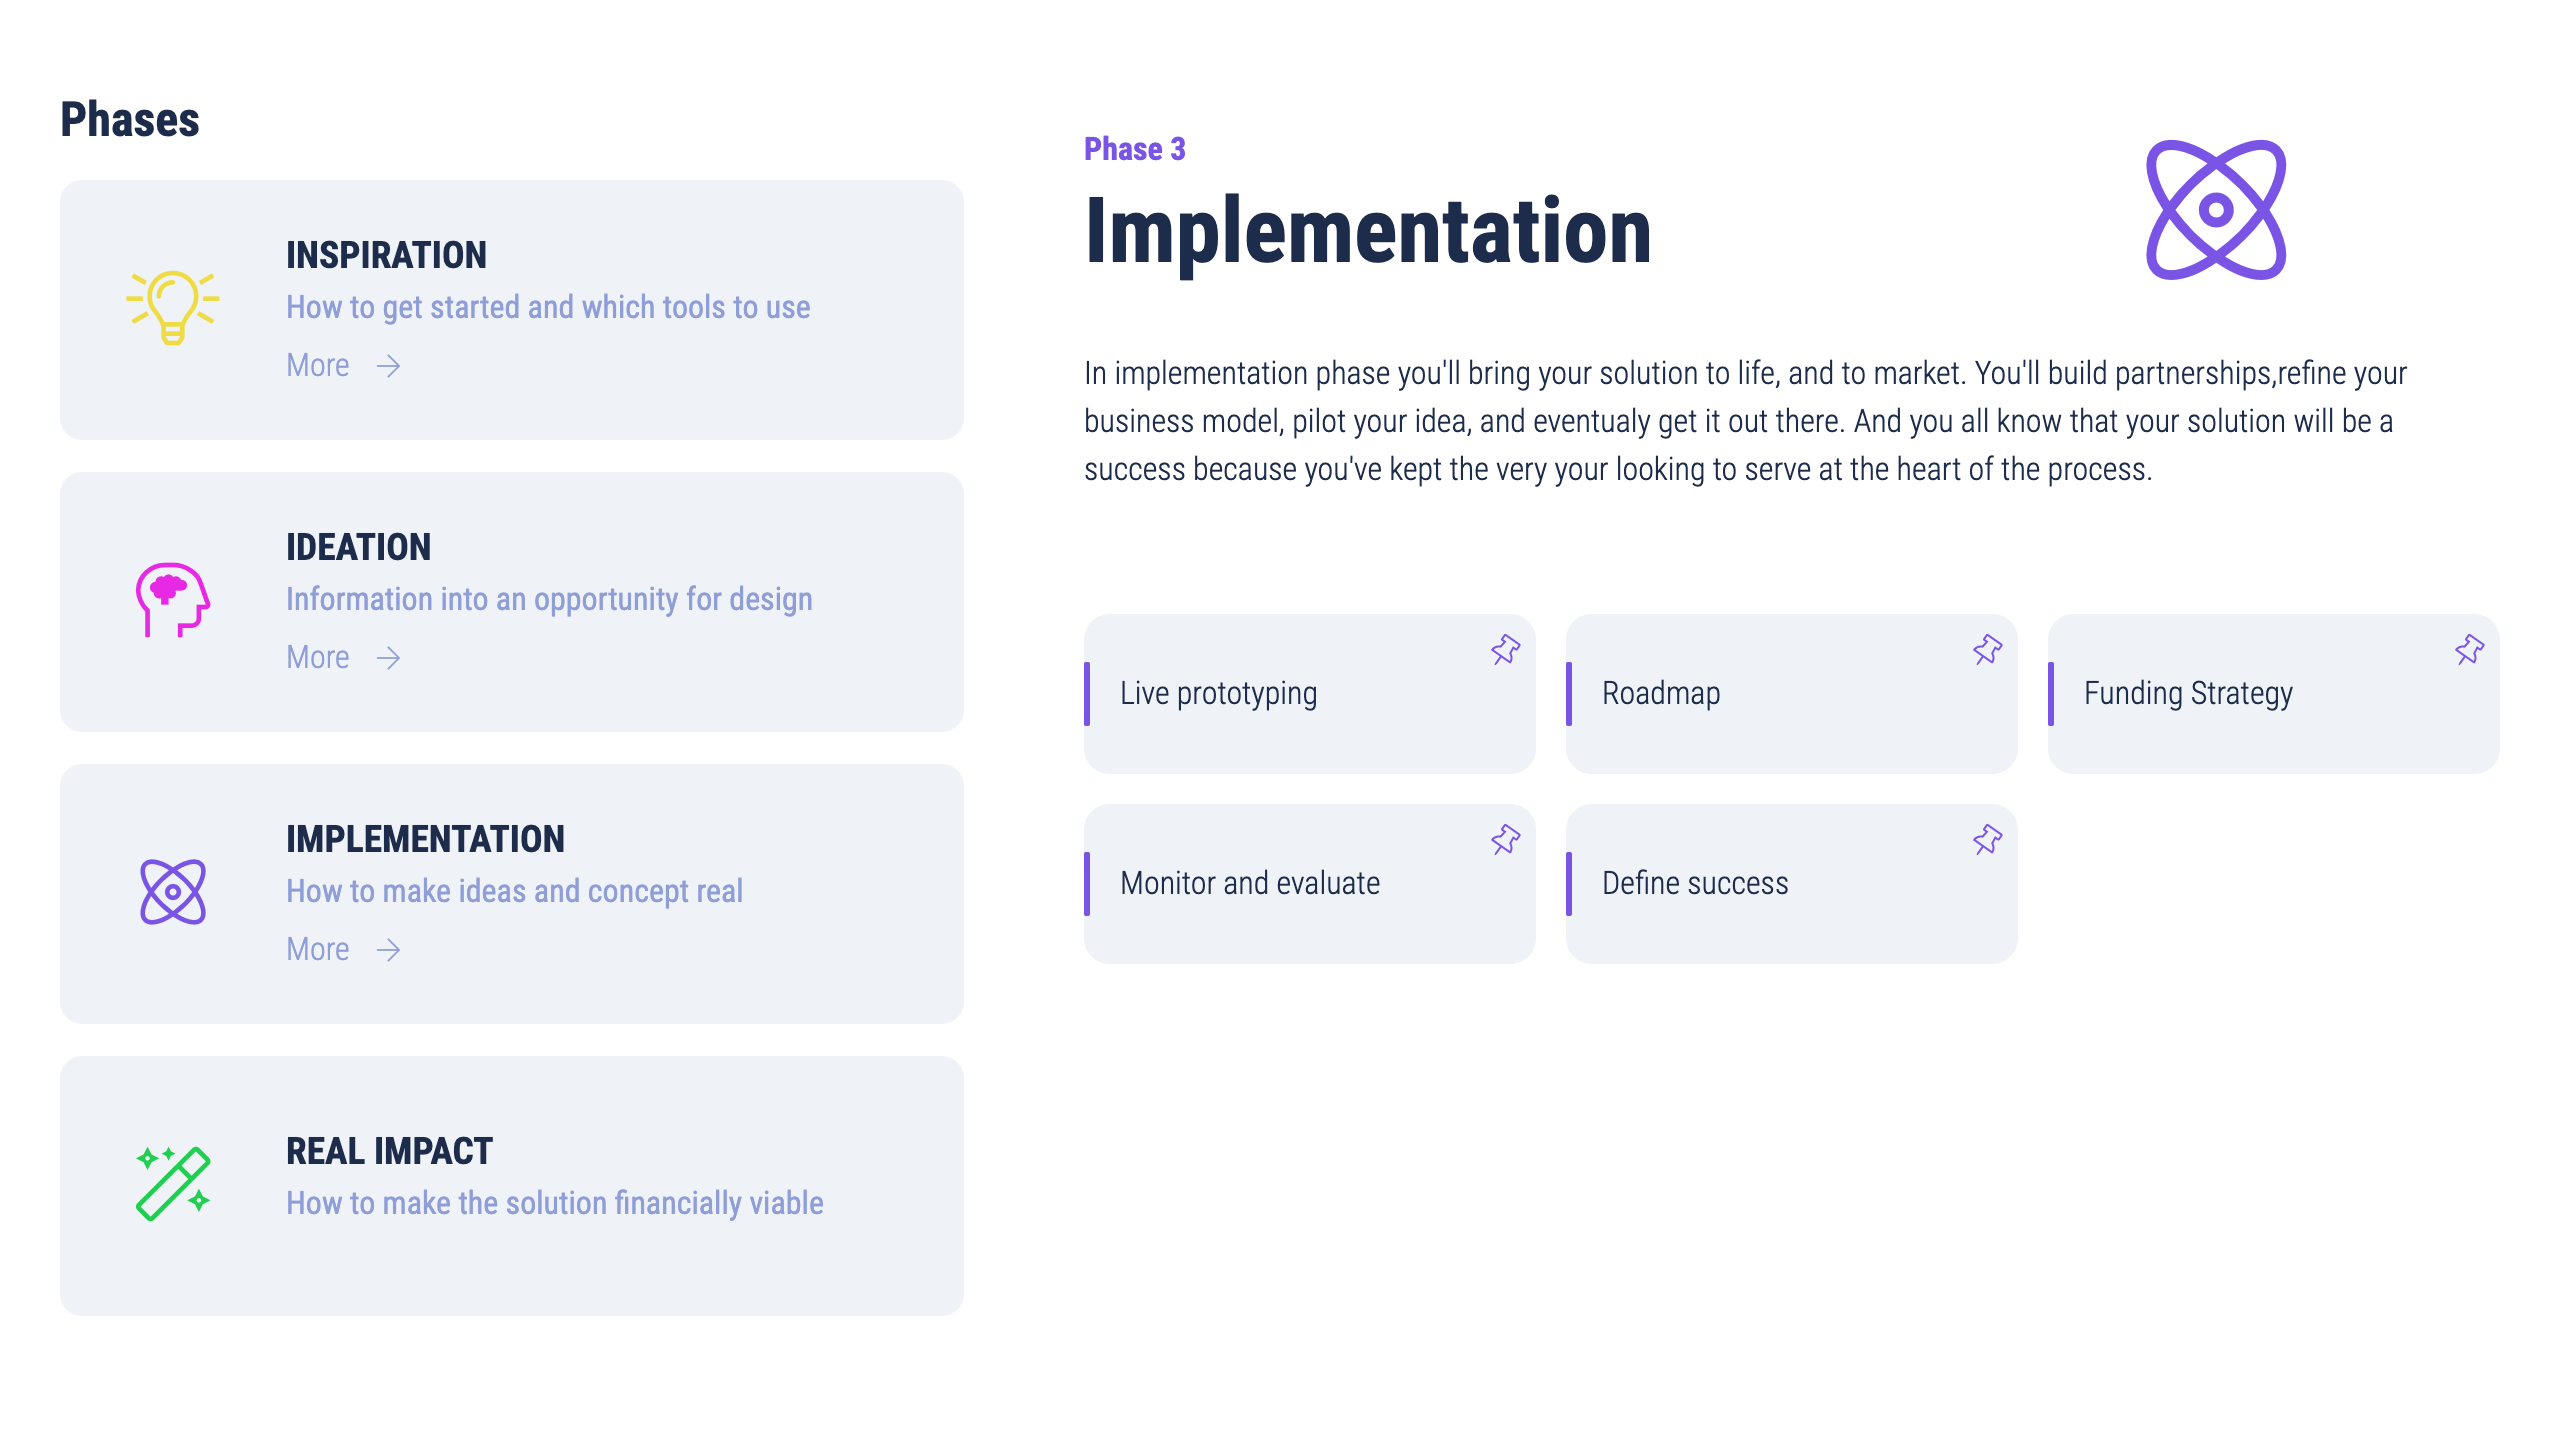 Phases
INSPIRATION
How to get started and which tools to use
More
IDEATION
Information into an opportunity for design
More
IMPLEMENTATION
How to make ideas and concept real
More
REAL IMPACT
How to make the solution financially viable
Phase 3
Implementation
In implementation phase you'll bring your solution to life, and to market. You'll build partnerships,refine your
business model, pilot your idea, and eventualy get it out there. And you all know that your solution will be a
success because you've kept the very your looking to serve at the heart of the process.
Live prototyping
Roadmap
Funding Strategy
Monitor and evaluate
Define success